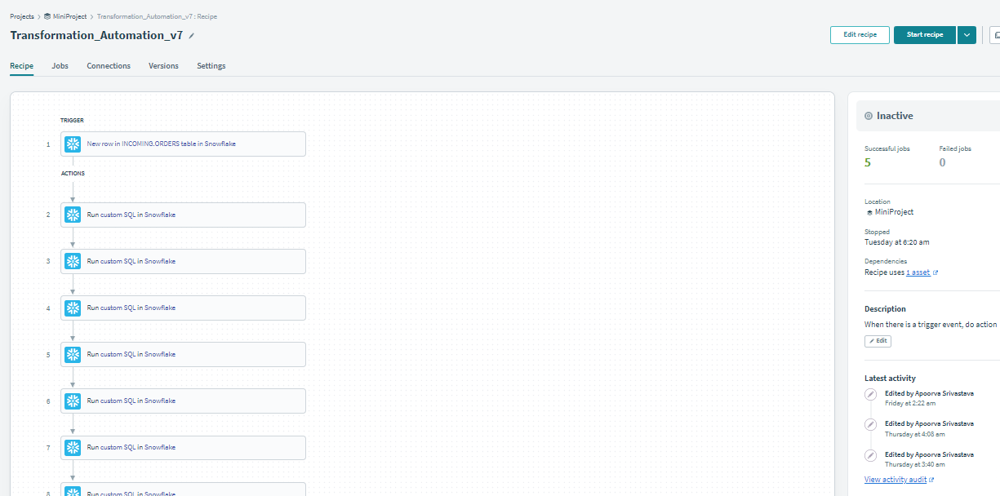 Projects > MiniProject > Transformation_Automation_v7 : Recipe
Transformation_Automation_v7
Edit recipe
Start recipe
Recipe
Jobs
Connections
Versions
Settings
TRIGGER
1
New row in INCOMING.ORDERS table in Snowflake
ACTIONS
2
Run custom SQL in Snowflake
3
Run custom SQL in Snowflake
4
Run custom SQL in Snowflake
5
Run custom SQL in Snowflake
6
Run custom SQL in Snowflake
7
Run custom SQL in Snowflake
8
Run custom SQL in Snowflake
Inactive
Successful jobs
5
Failed jobs
0
Location
MiniProject
Stopped
Tuesday at 6:20 am
Dependencies
Recipe uses 1 asset
Description
When there is a trigger event, do action
Edit
Latest activity
Edited by Apoorva Srivastava
Friday at 2:22 am
Edited by Apoorva Srivastava
Thursday at 4:08 am
Edited by Apoorva Srivastava
Thursday at 3:40 am
View activity audit